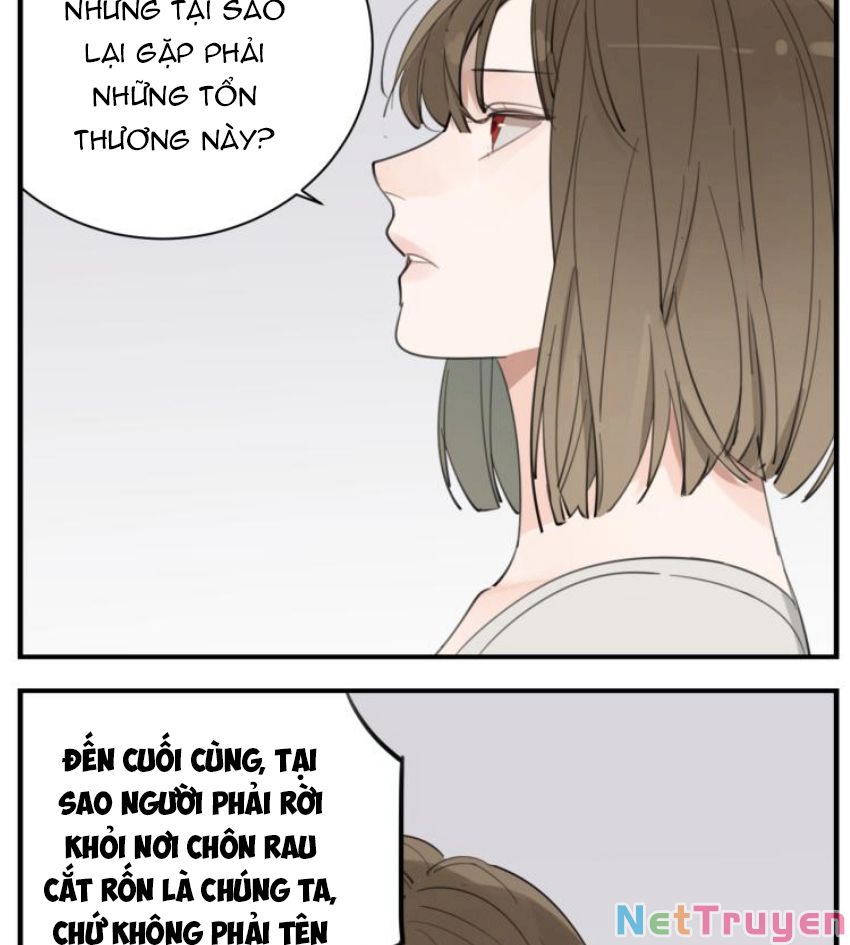 NHƯNG TẠI SAO
LẠI GẶP PHẢI
NHỮNG TỔN
THƯƠNG NÀY?
ĐẾN CUỐI CÙNG, TẠI
SAO NGƯỜI PHẢI RỜI
KHỎI NƠI CHÔN RAU
CẮT RỐN LÀ CHÚNG TA,
CHỨ KHÔNG PHẢI TÊN
NETTRUYEN